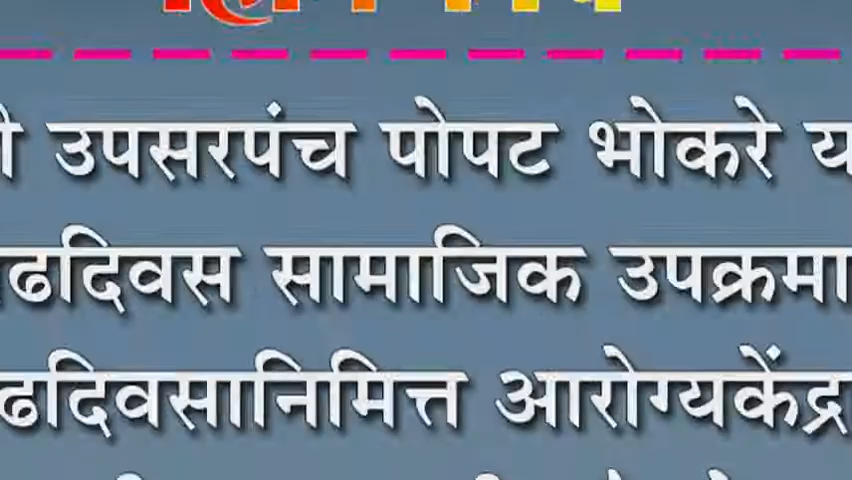 उपसरपंच पोपट भोकरे
ढदिवस सामाजिक उपक्रमा
ढदिवसानिमित्त आरोग्यकेंद्र